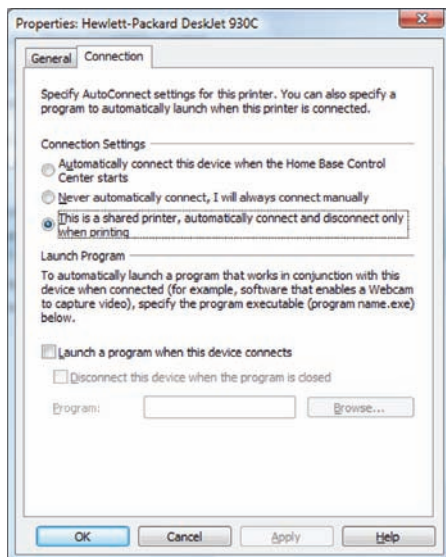 Properties: Hewlett-Packard DeskJet 930C
General
Connection
Specify AutoConnect settings for this printer. You can also specify a
program to automatically launch when this printer is connected.
Connection Settings
Automatically connect this device when the Home Base Control
Center starts
Never automatically connect, I will always connect manually
This is a shared printer, automatically connect and disconnect only
when printing
Launch Program
To automatically launch a program that works in conjunction with this
device when connected (for example, software that enables a Webcam
to capture video), specify the program executable (program name.exe)
below.
Launch a program when this device connects
Disconnect this device when the program is closed
Program:
Browse...
OK
Cancel
Apply
Help